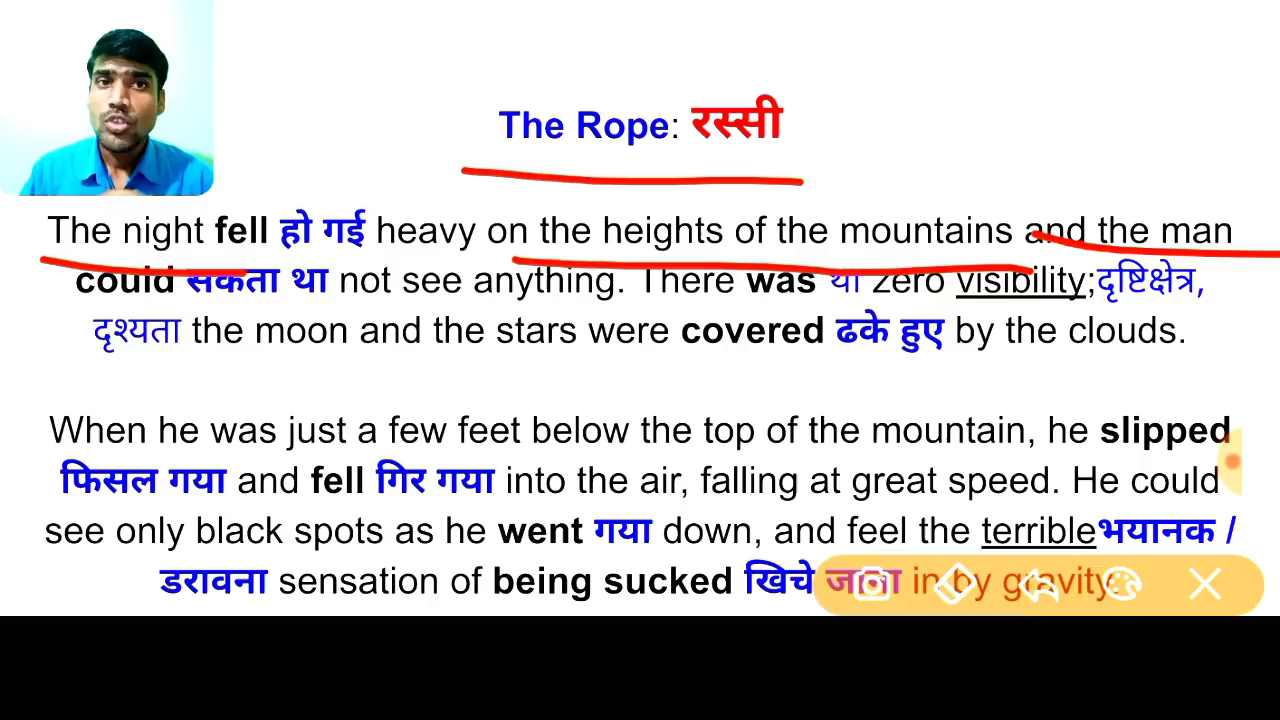 The Rope: रस्सी
The night fell हो गई heavy on the heights of the mountains and the man
could सकता था not see anything. There was था zero visibility;दृष्टिक्षेत्र,
दृश्यता the moon and the stars were covered ढके हुए by the clouds.
When he was just a few feet below the top of the mountain, he slipped
फिसल गया and fell गिर गया into the air, falling at great speed. He could
see only black spots as he went गया down, and feel the terribleभयानक /
डरावना sensation of being sucked खिंचे जाना in by gravity.